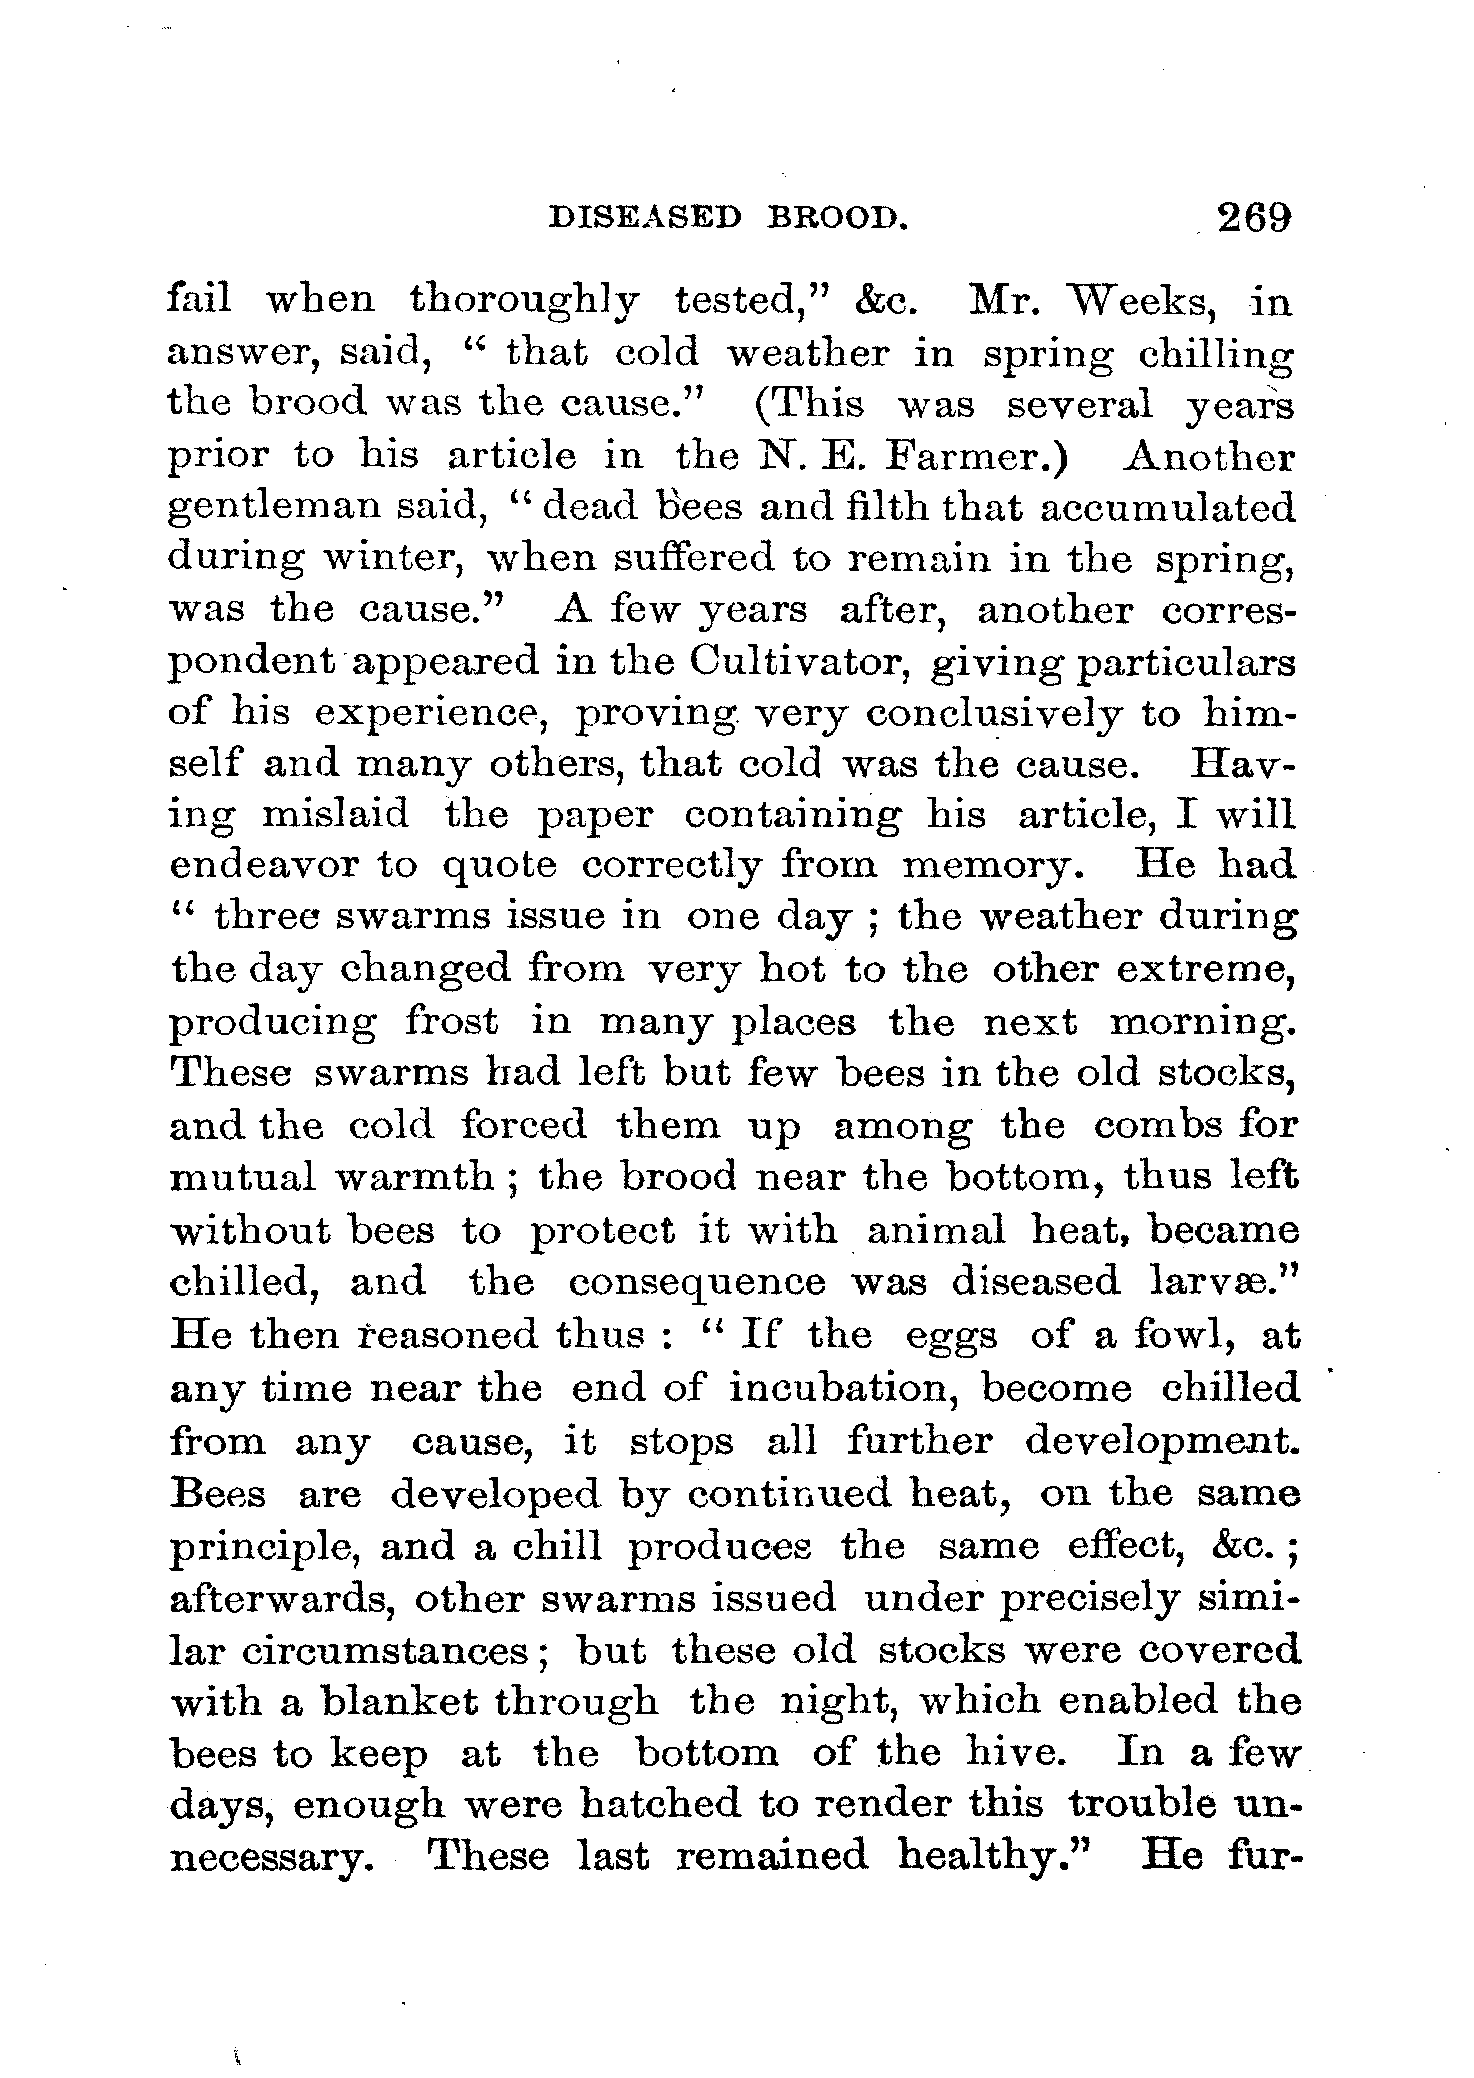 DISEASED BROOD. 269
fail when thoroughly tested,” &c. Mr. Weeks, in
answer, said, “ that cold weather in spring chilling
the brood was the cause.” (This was several years
prior to his article in the N. E. Farmer.) Another
gentleman said, “ dead bees and filth that accumulated
during winter, when suffered to remain in the spring,
was the cause.” A few years after, another corres-
pondent appeared in the Cultivator, giving particulars
of his experience, proving very conclusively to him-
self and many others, that cold was the cause. Hav-
ing mislaid the paper containing his article, I will
endeavor to quote correctly from memory. He had
“ three swarms issue in one day ; the weather during
the day changed from very hot to the other extreme,
producing frost in many places the next morning.
These swarms had left but few bees in the old stocks,
and the cold forced them up among the combs for
mutual warmth ; the brood near the bottom, thus left
without bees to protect it with animal heat, became
chilled, and the consequence was diseased larvæ.”
He then reasoned thus : “ If the eggs of a fowl, at
any time near the end of incubation, become chilled
from any cause, it stops all further development.
Bees are developed by continued heat, on the same
principle, and a chill produces the same effect, &c. ;
afterwards, other swarms issued under precisely simi-
lar circumstances ; but these old stocks were covered
with a blanket through the night, which enabled the
bees to keep at the bottom of the hive. In a few
days, enough were hatched to render this trouble un-
necessary. These last remained healthy.” He fur-